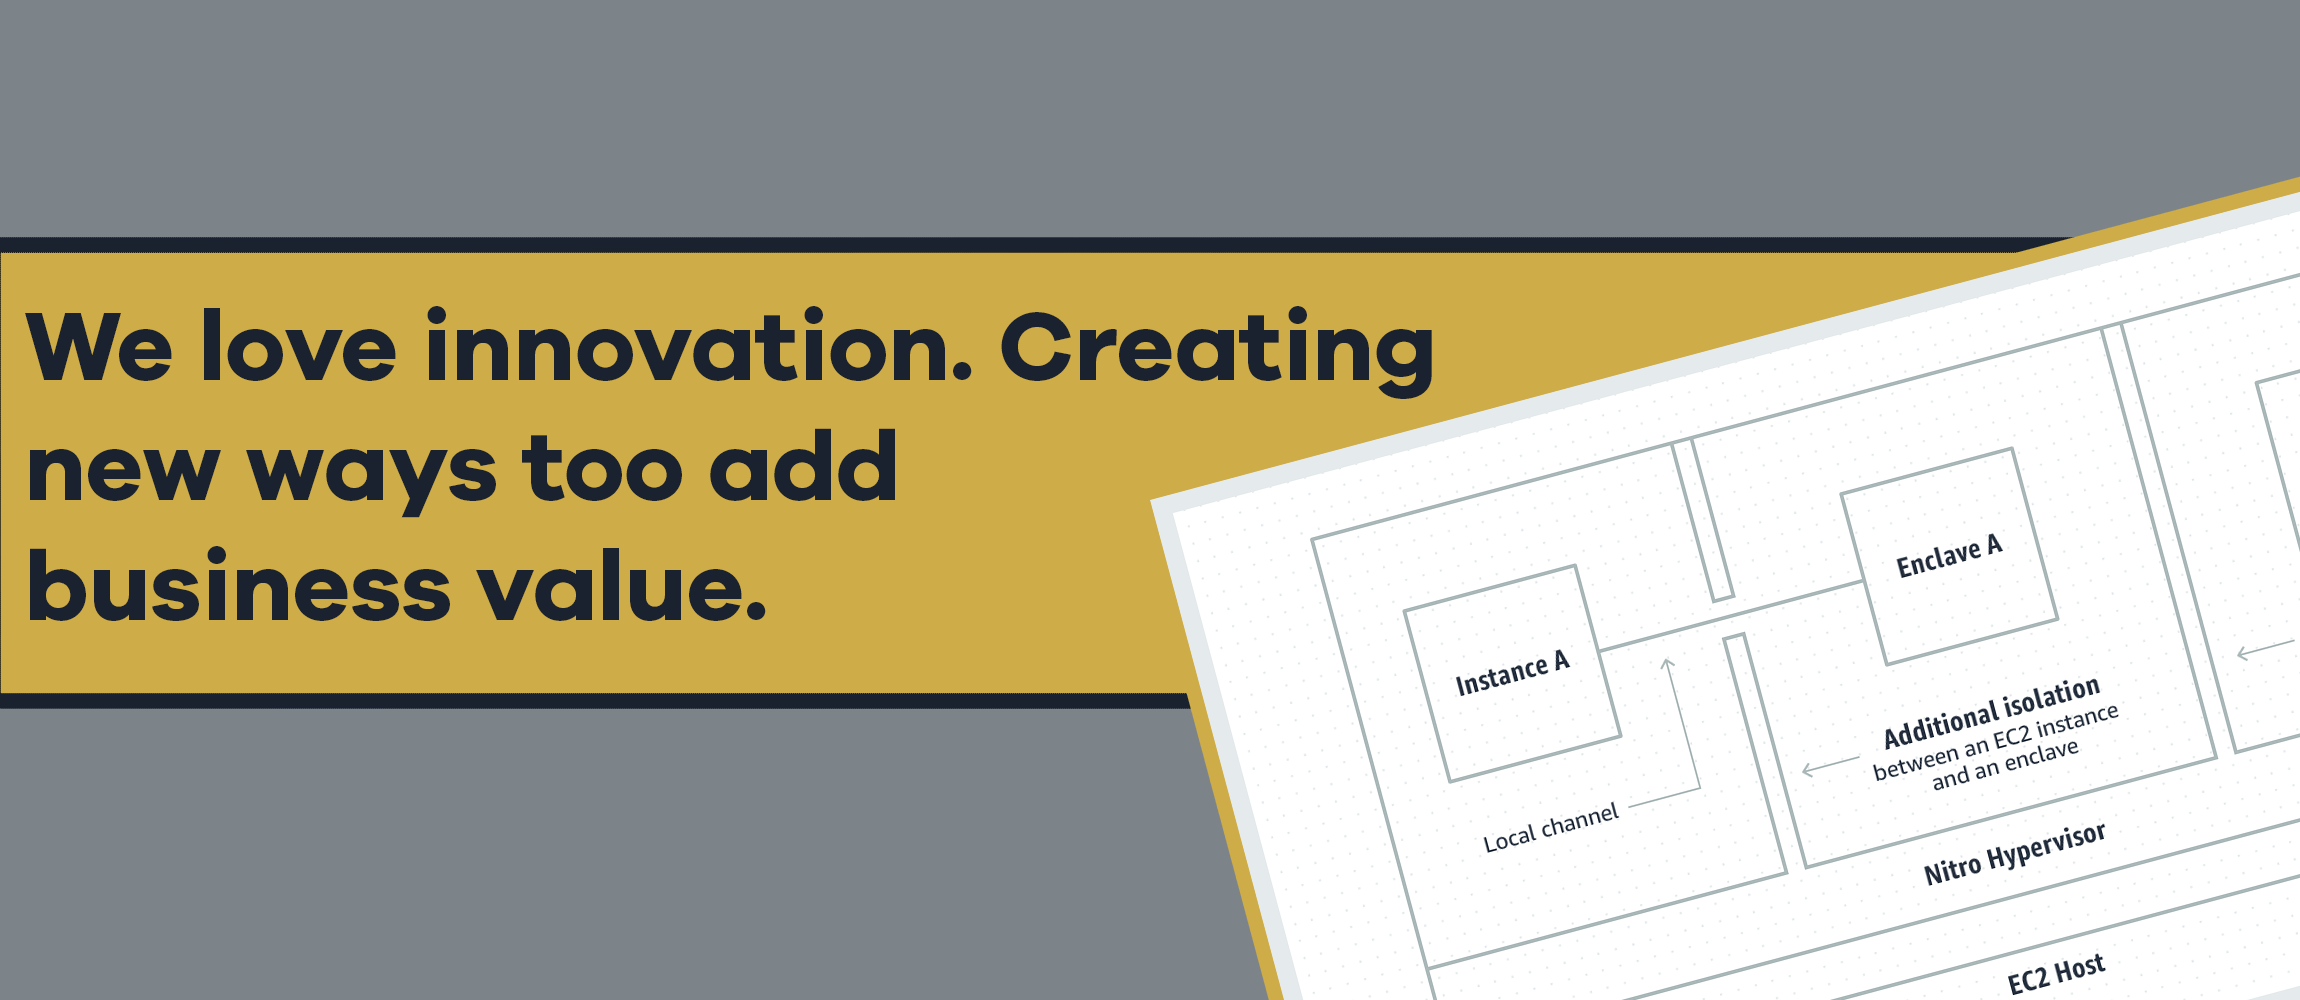 We love innovation. Creating
new ways too add
business value.
Enclave A
Instance A
Additional isolation
between an EC2 instance
and an enclave
Local channel
Nitro Hypervisor
EC2 Host